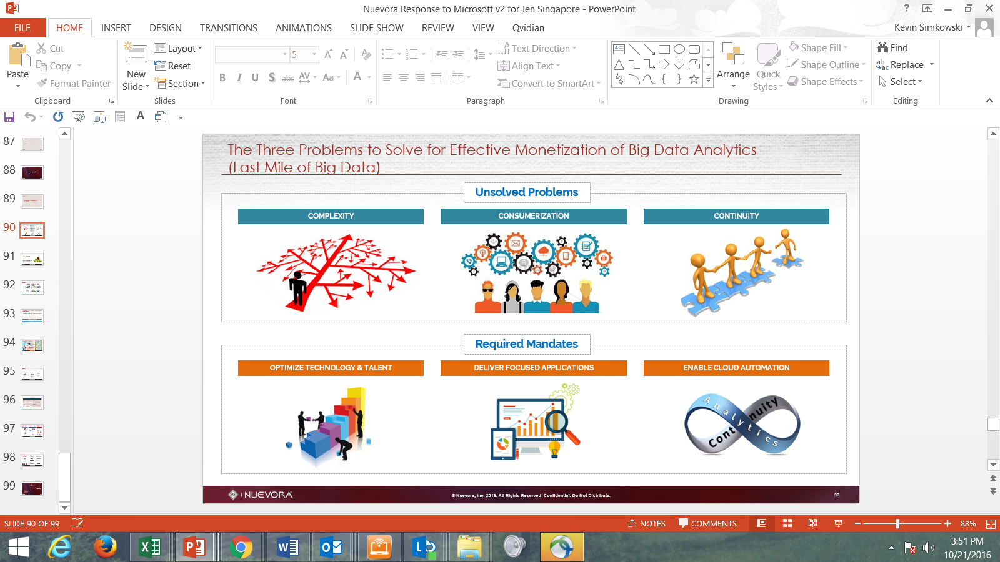 Nuevora Response to Microsoft v2 for Jen Singapore - PowerPoint
FILE HOME INSERT DESIGN TRANSITIONS ANIMATIONS SLIDE SHOW REVIEW VIEW Qvidian
Kevin Simkowski
Paste
Cut
Copy
Format Painter
Clipboard
New
Slide
Layout
Reset
Section
Slides
5
B I U S abc AV Aa A
Font
Text Direction
Align Text
Convert to SmartArt
Paragraph
Arrange
Quick
Styles
Shape Fill
Shape Outline
Shape Effects
Drawing
Find
Replace
Select
Editing
87
88
89
90
91
92
93
94
95
96
97
98
99
The Three Problems to Solve for Effective Monetization of Big Data Analytics
(Last Mile of Big Data)
Unsolved Problems
COMPLEXITY CONSUMERIZATION CONTINUITY
Required Mandates
OPTIMIZE TECHNOLOGY & TALENT DELIVER FOCUSED APPLICATIONS ENABLE CLOUD AUTOMATION
Analytics
Continuity
NUEVORA
© Nuevora, Inc. 2016. All Rights Reserved Confidential. Do Not Distribute.
90
SLIDE 90 OF 99
NOTES COMMENTS 88%
3:51 PM
10/21/2016